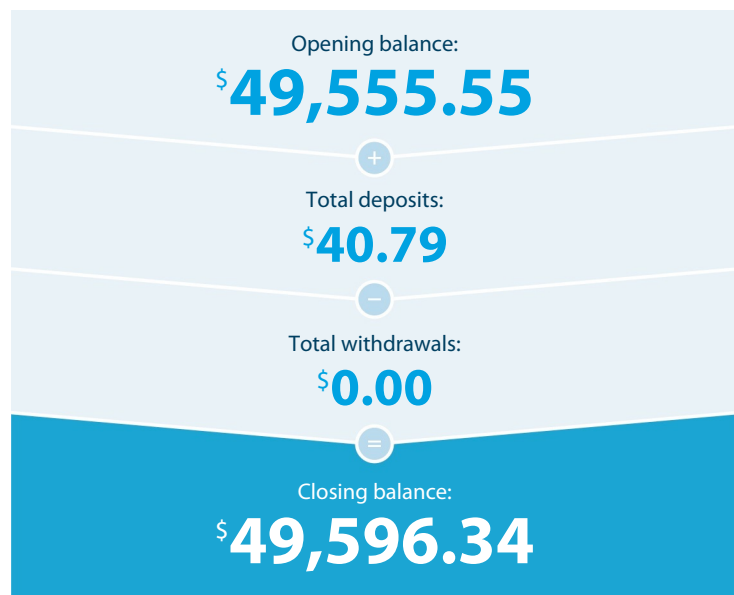 Opening balance:
$49,555.55
+
Total deposits:
$40.79
−
Total withdrawals:
$0.00
=
Closing balance:
$49,596.34